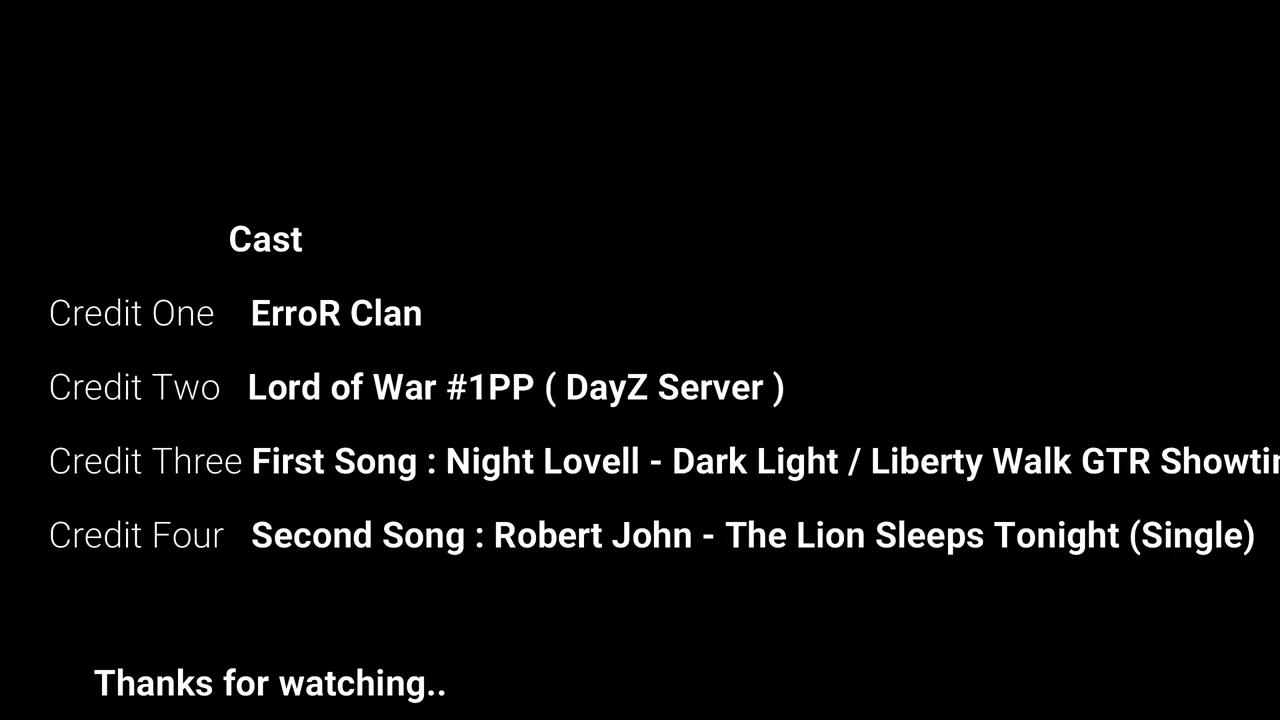 Cast
Credit One ErroR Clan
Credit Two Lord of War #1PP ( DayZ Server )
Credit Three First Song : Night Lovell - Dark Light / Liberty Walk GTR
Credit Four Second Song : Robert John - The Lion Sleeps Tonight (Single)
Thanks for watching..